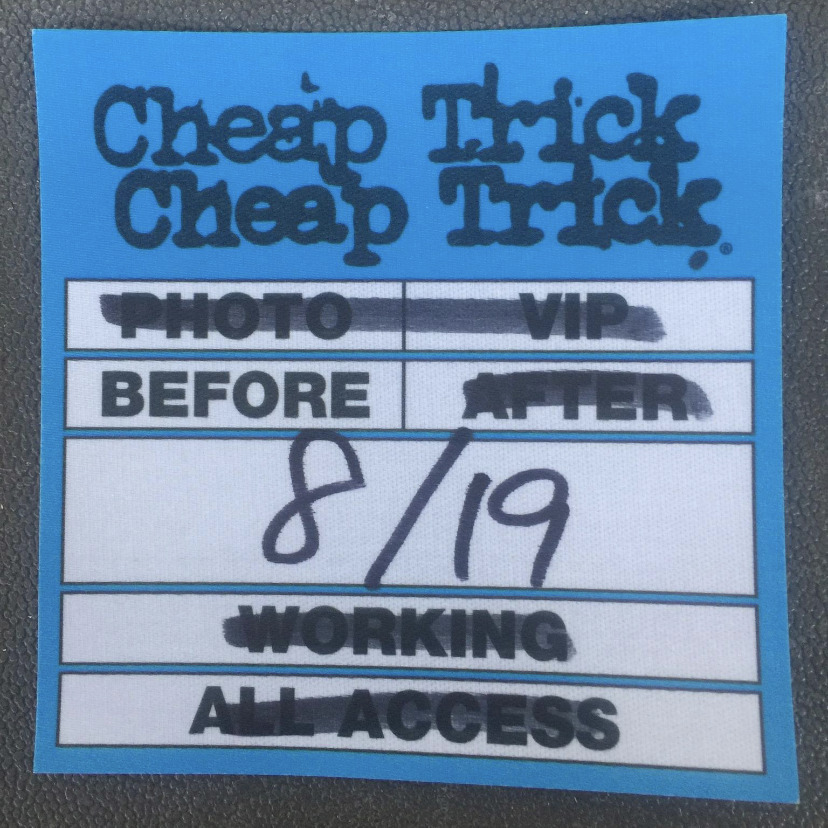 Cheap Trick
Cheap Trick®
PHOTO VIP
BEFORE AFTER
8/19
WORKING
ALL ACCESS